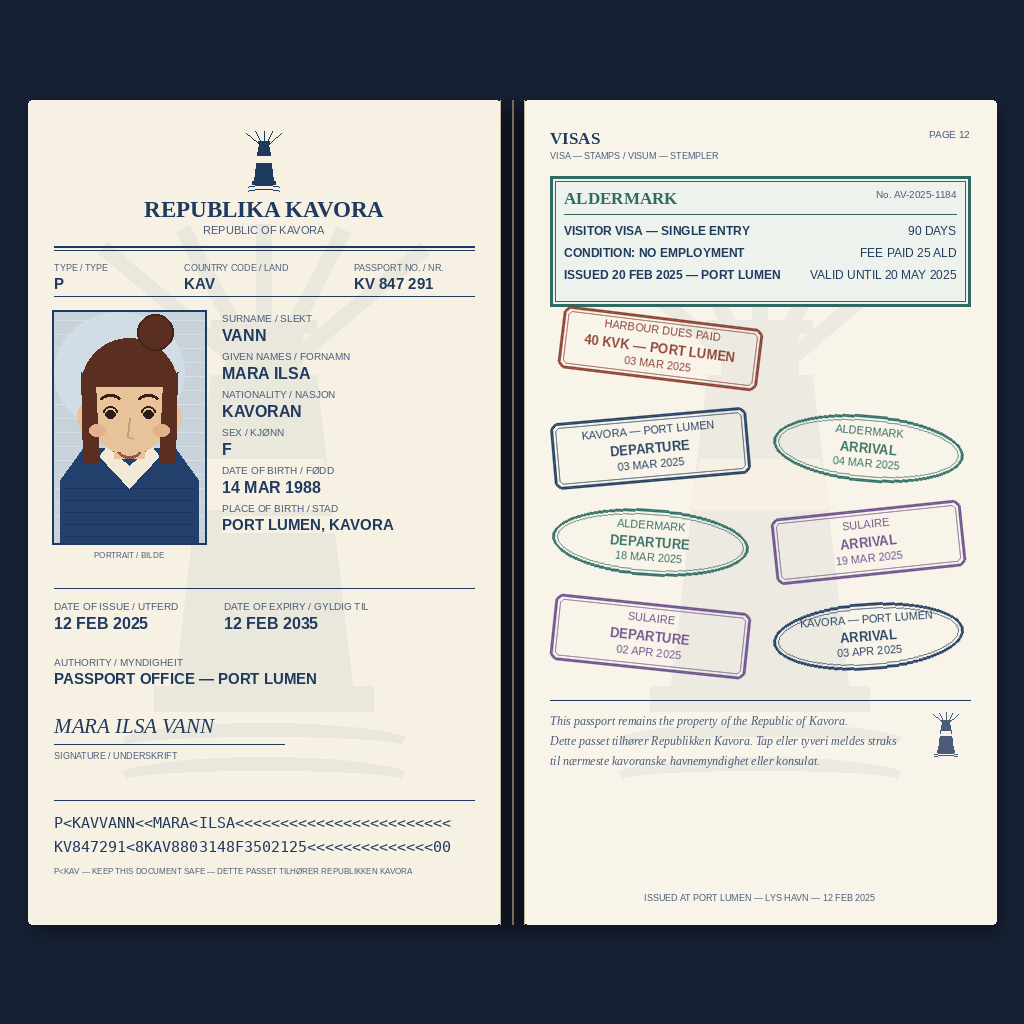 REPUBLIKA KAVORA
REPUBLIC OF KAVORA
TYPE / TYPE
COUNTRY CODE / LAND
PASSPORT NO. / NR.
P
KAV
KV 847 291
SURNAME / SLEKT
VANN
GIVEN NAMES / FORNAMN
MARA ILSA
NATIONALITY / NASJON
KAVORAN
SEX / KJØNN
F
DATE OF BIRTH / FØDD
14 MAR 1988
PLACE OF BIRTH / STAD
PORT LUMEN, KAVORA
PORTRAIT / BILDE
DATE OF ISSUE / UTFERD
DATE OF EXPIRY / GYLDIG TIL
12 FEB 2025
12 FEB 2035
AUTHORITY / MYNDIGHEIT
PASSPORT OFFICE — PORT LUMEN
MARA ILSA VANN
SIGNATURE / UNDERSKRIFT
P<KAVVANN<<MARA<ILSA<<<<<<<<<<<<<<<<<<<<<<<<
KV847291<8KAV8803148F3502125<<<<<<<<<<<<<<00
P<KAV — KEEP THIS DOCUMENT SAFE — DETTE PASSET TILHØRER REPUBLIKKEN KAVORA
VISAS
PAGE 12
VISA — STAMPS / VISUM — STEMPLER
ALDERMARK
No. AV-2025-1184
VISITOR VISA — SINGLE ENTRY
90 DAYS
CONDITION: NO EMPLOYMENT
FEE PAID 25 ALD
ISSUED 20 FEB 2025 — PORT LUMEN
VALID UNTIL 20 MAY 2025
HARBOUR DUES PAID
40 KVK — PORT LUMEN
03 MAR 2025
KAVORA — PORT LUMEN
DEPARTURE
03 MAR 2025
ALDERMARK
ARRIVAL
04 MAR 2025
ALDERMARK
DEPARTURE
18 MAR 2025
SULAIRE
ARRIVAL
19 MAR 2025
SULAIRE
DEPARTURE
02 APR 2025
KAVORA — PORT LUMEN
ARRIVAL
03 APR 2025
This passport remains the property of the Republic of Kavora.
Dette passet tilhører Republikken Kavora. Tap eller tyveri meldes straks
til nærmeste kavoranske havnemyndighet eller konsulat.
ISSUED AT PORT LUMEN — LYS HAVN — 12 FEB 2025